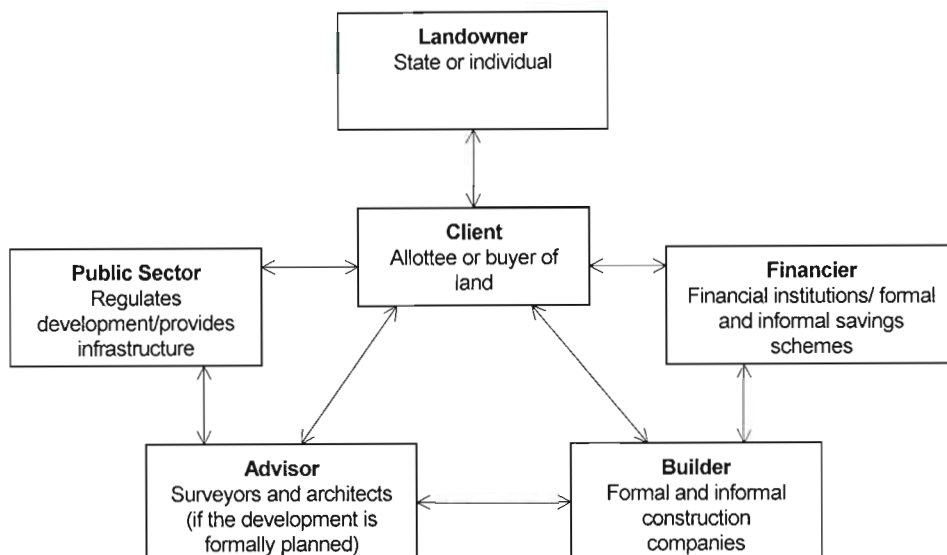 Landowner
State or individual
Client
Allottee or buyer of
land
Public Sector
Regulates
development/provides
infrastructure
Financier
Financial institutions/ formal
and informal savings
schemes
Advisor
Surveyors and architects
(if the development is
formally planned)
Builder
Formal and informal
construction
companies